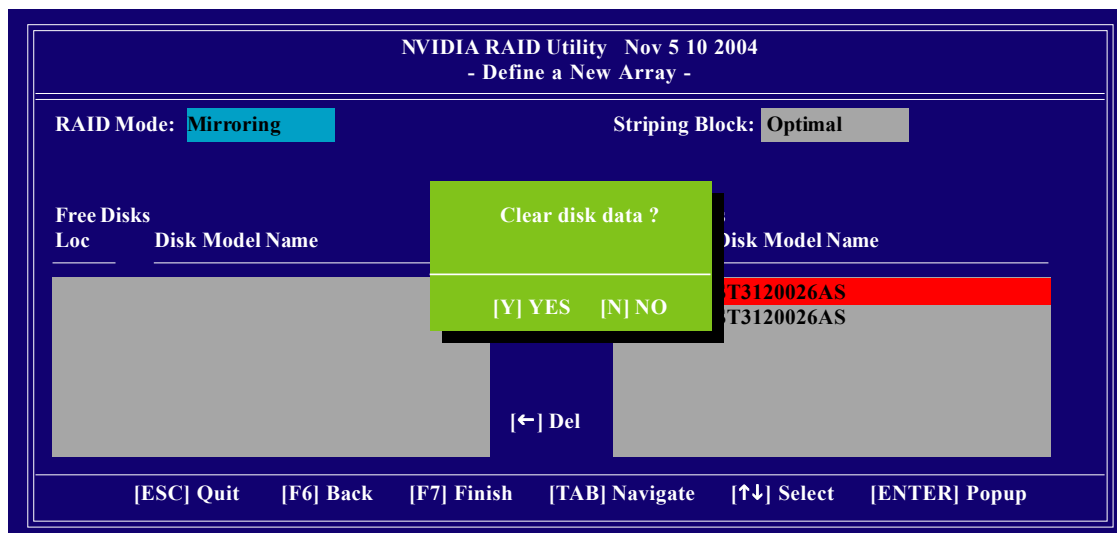 NVIDIA RAID Utility Nov 5 10 2004
- Define a New Array -
RAID Mode: Mirroring
Striping Block: Optimal
Free Disks
Loc Disk Model Name
Disk Model Name
Clear disk data ?
[Y] YES [N] NO
ST3120026AS
ST3120026AS
[←] Del
[ESC] Quit [F6] Back [F7] Finish [TAB] Navigate [↑↓] Select [ENTER] Popup